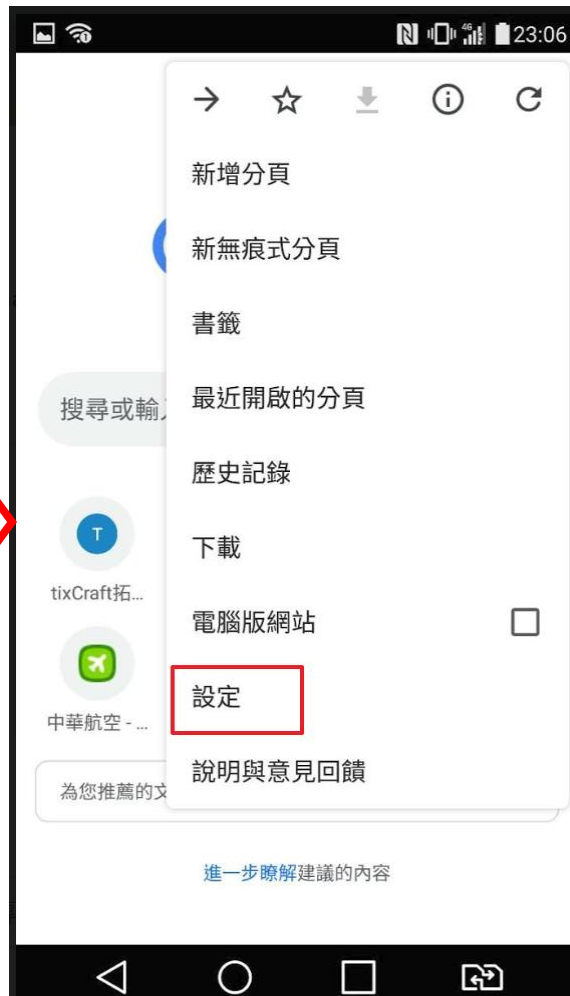 4G 23:06
新增分頁
新無痕式分頁
書籤
最近開啟的分頁
搜尋或輸
歷史記錄
下載
T
tixCraft拓...
電腦版網站
設定
中華航空 - ...
說明與意見回饋
為您推薦的文
進一步瞭解建議的內容